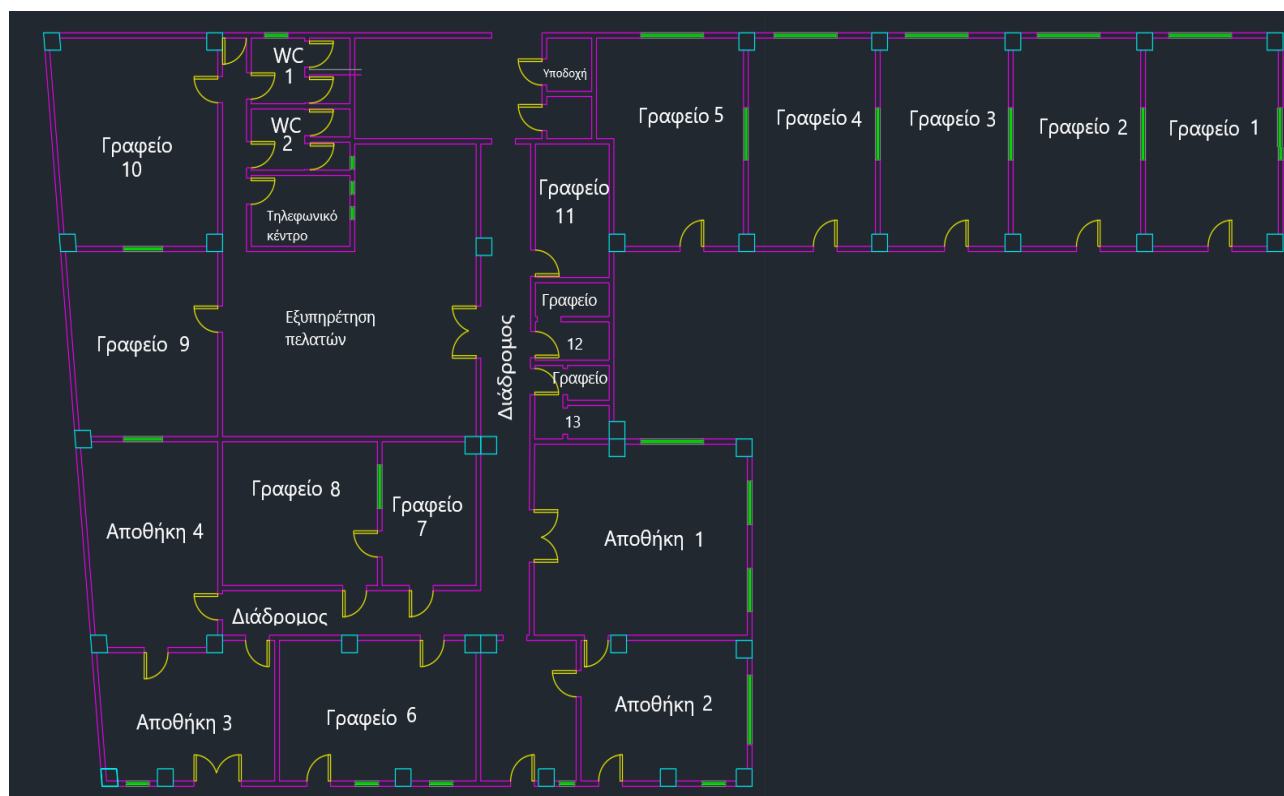 WC
1
Υποδοχή
Γραφείο 5
Γραφείο 4
Γραφείο 3
Γραφείο 2
Γραφείο 1
WC
2
Γραφείο
10
Γραφείο
11
Τηλεφωνικό
κέντρο
Γραφείο
12
Εξυπηρέτηση
πελατών
Γραφείο 9
Διάδρομος
Γραφείο
13
Γραφείο 8
Γραφείο
7
Αποθήκη 4
Αποθήκη 1
Διάδρομος
Αποθήκη 3
Γραφείο 6
Αποθήκη 2